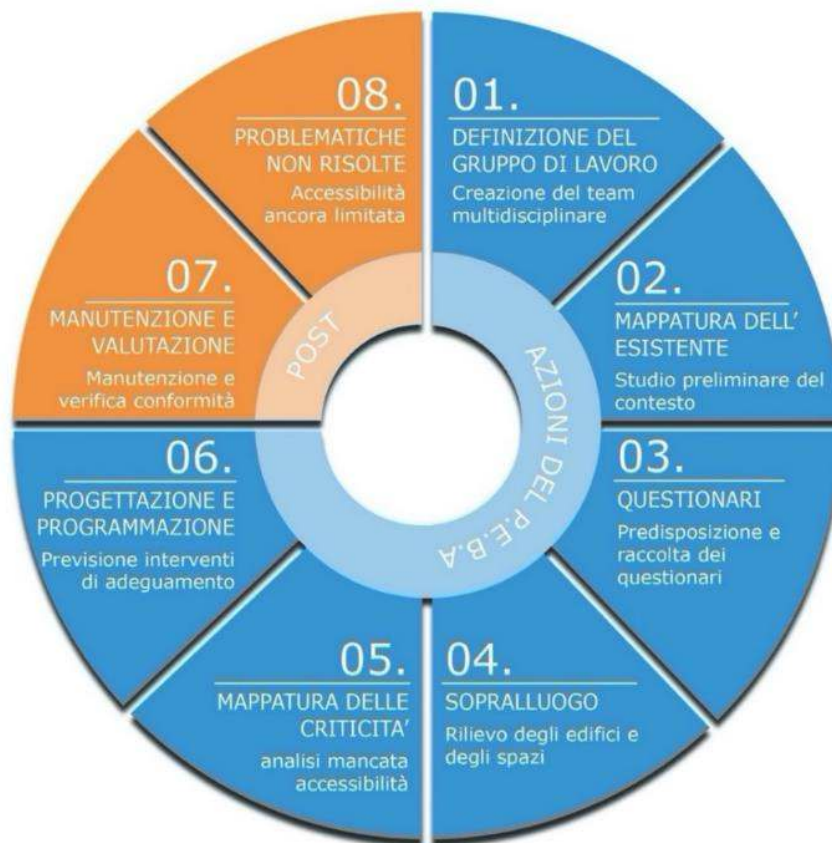 01.
DEFINIZIONE DEL
GRUPPO DI LAVORO
Creazione del team
multidisciplinare
02.
MAPPATURA DELL'
ESISTENTE
Studio preliminare del
contesto
03.
QUESTIONARI
Predisposizione e
raccolta dei
questionari
04.
SOPRALLUOGO
Rilievo degli edifici e
degli spazi
05.
MAPPATURA DELLE
CRITICITA'
analisi mancata
accessibilità
06.
PROGETTAZIONE E
PROGRAMMAZIONE
Previsione interventi
di adeguamento
07.
MANUTENZIONE E
VALUTAZIONE
Manutenzione e
verifica conformità
08.
PROBLEMATICHE
NON RISOLTE
Accessibilità
ancora limitata
POST
AZIONI DEL P.E.B.A